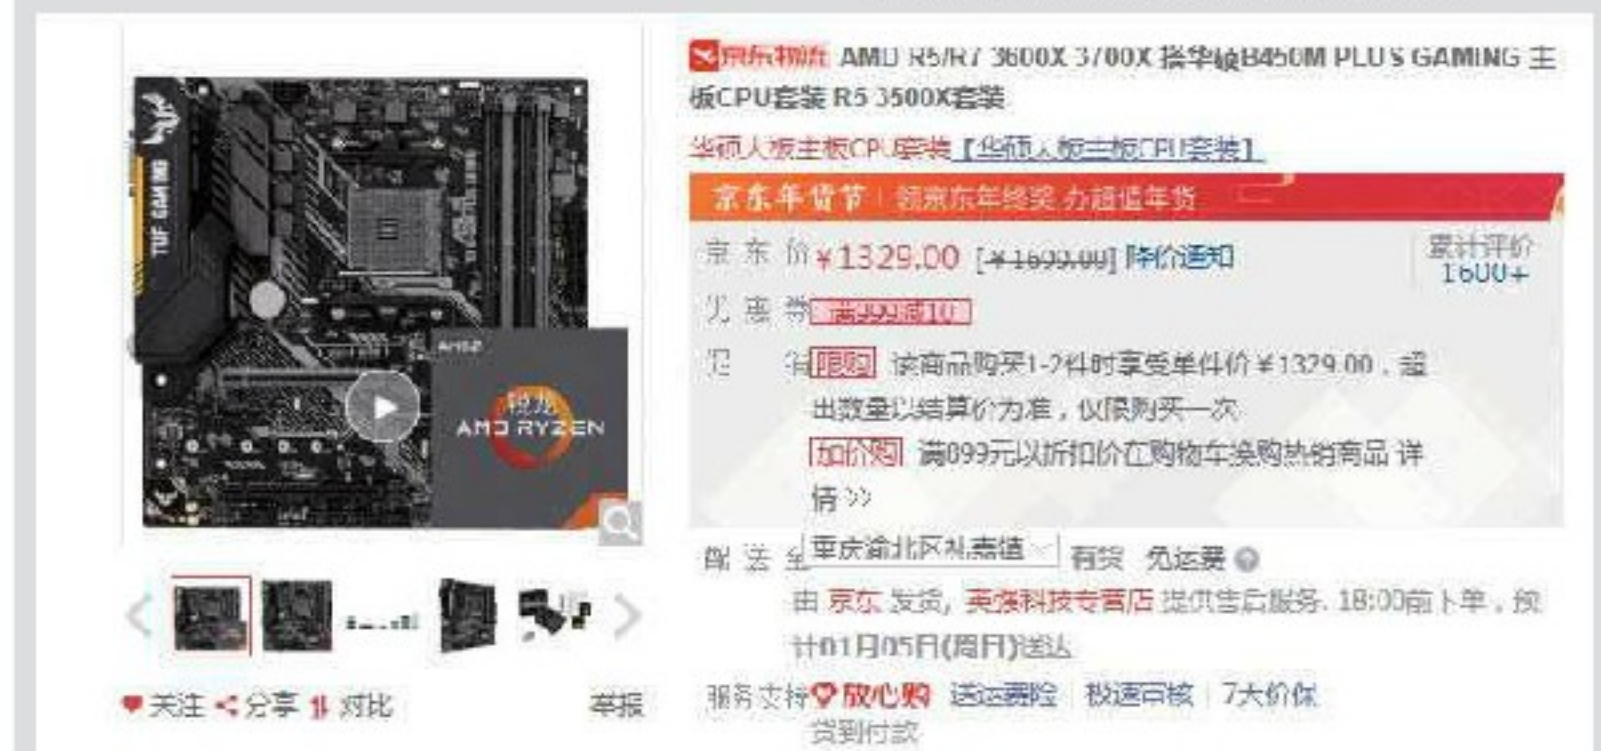 京东物流 AMD R5/R7 3600X 3700X 搭华硕B450M PLUS GAMING 主
板CPU套装 R5 3500X套装
华硕大板主板CPU套装【华硕大板主板CPU套装】
京东年货节 领京东年终奖 办超值年货
京东价 ¥1329.00 [¥1699.00] 降价通知
累计评价
1600+
优惠券 满999减10
促销 限购 该商品购买1-2件时享受单件价¥1329.00，超
出数量以结算价为准，仅限购买一次
加价购 满899元以折扣价在购物车换购热销商品 详
情 >>
配送至 重庆渝北区礼嘉镇 有货 免运费
由 京东 发货, 英强科技专营店 提供售后服务. 18:00前下单，预
计01月05日(周日)送达
服务支持 放心购 送运费险 极速审核 7天价保
货到付款
TUF GAMING
AMD
锐龙
AMD RYZEN
关注 分享 对比 举报